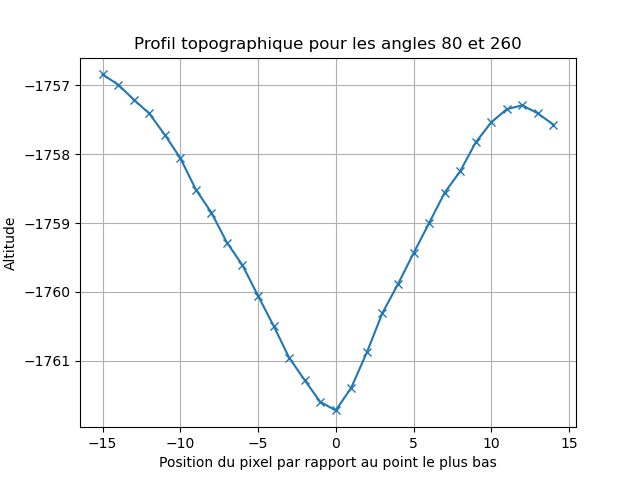 Profil topographique pour les angles 80 et 260
−1757
−1758
−1759
−1760
−1761
Altitude
−15 −10 −5 0 5 10 15
Position du pixel par rapport au point le plus bas